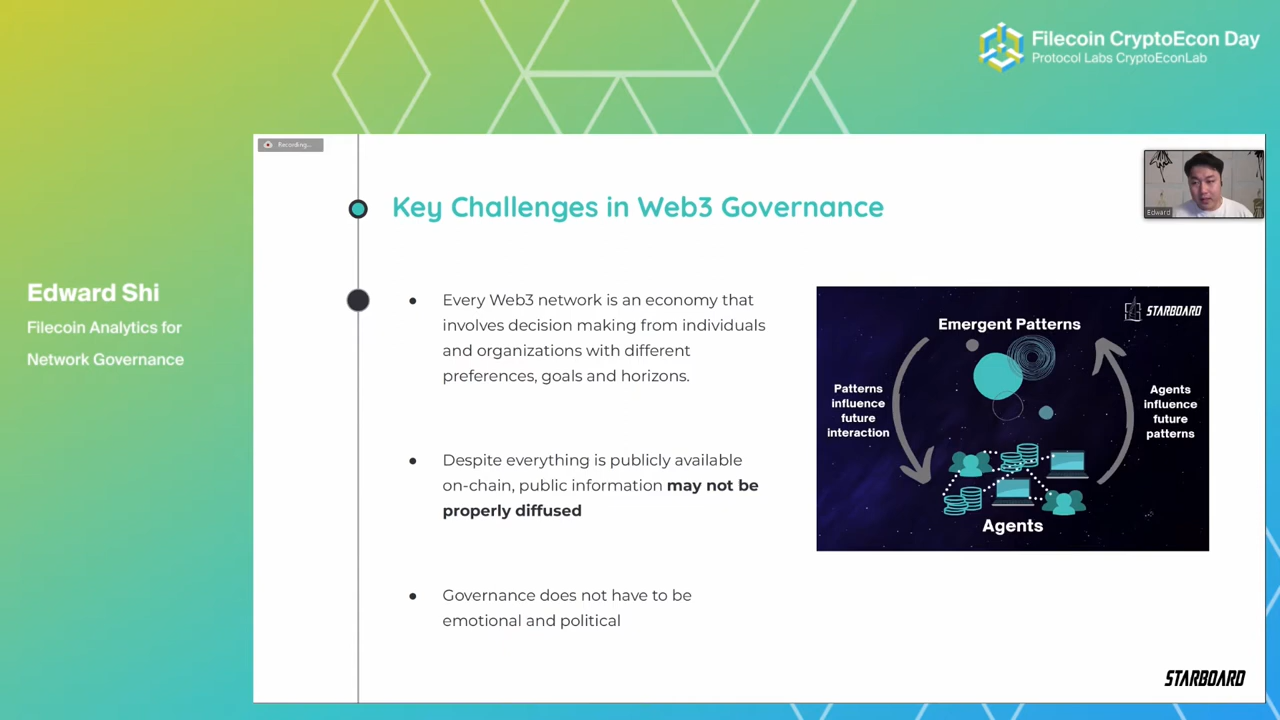 Filecoin CryptoEcon Day
Protocol Labs CryptoEconLab
Recording...
Edward
Edward Shi
Filecoin Analytics for
Network Governance
Key Challenges in Web3 Governance
● Every Web3 network is an economy that
involves decision making from individuals
and organizations with different
preferences, goals and horizons.
● Despite everything is publicly available
on-chain, public information may not be
properly diffused
● Governance does not have to be
emotional and political
STARBOARD
Emergent Patterns
Patterns
influence
future
interaction
Agents
influence
future
patterns
Agents
STARBOARD